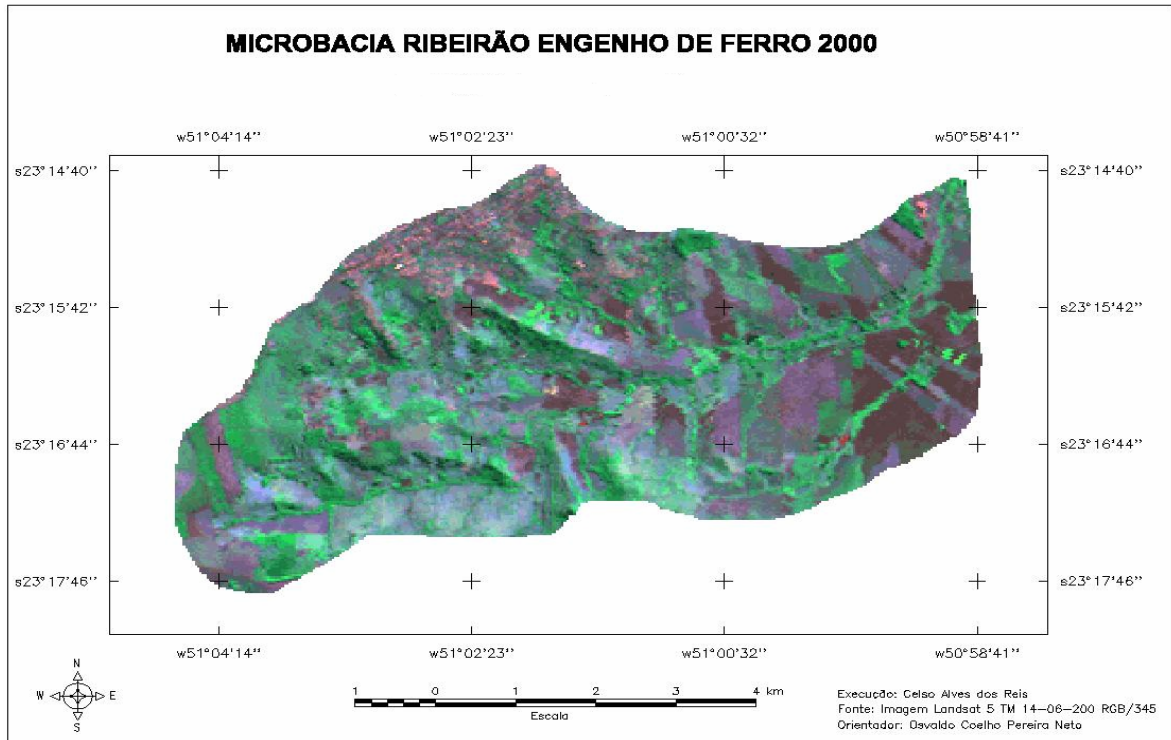 MICROBACIA RIBEIRÃO ENGENHO DE FERRO 2000
w51°04'14'' w51°02'23'' w51°00'32'' w50°58'41''
s23°14'40'' s23°14'40''
s23°15'42'' s23°15'42''
s23°16'44'' s23°16'44''
s23°17'46'' s23°17'46''
w51°04'14'' w51°02'23'' w51°00'32'' w50°58'41''
N
W E
S
1 0 1 2 3 4 km
Escala
Execução: Celso Alves dos Reis
Fonte: Imagem Landsat 5 TM 14-06-200 RGB/345
Orientador: Osvaldo Coelho Pereira Neto